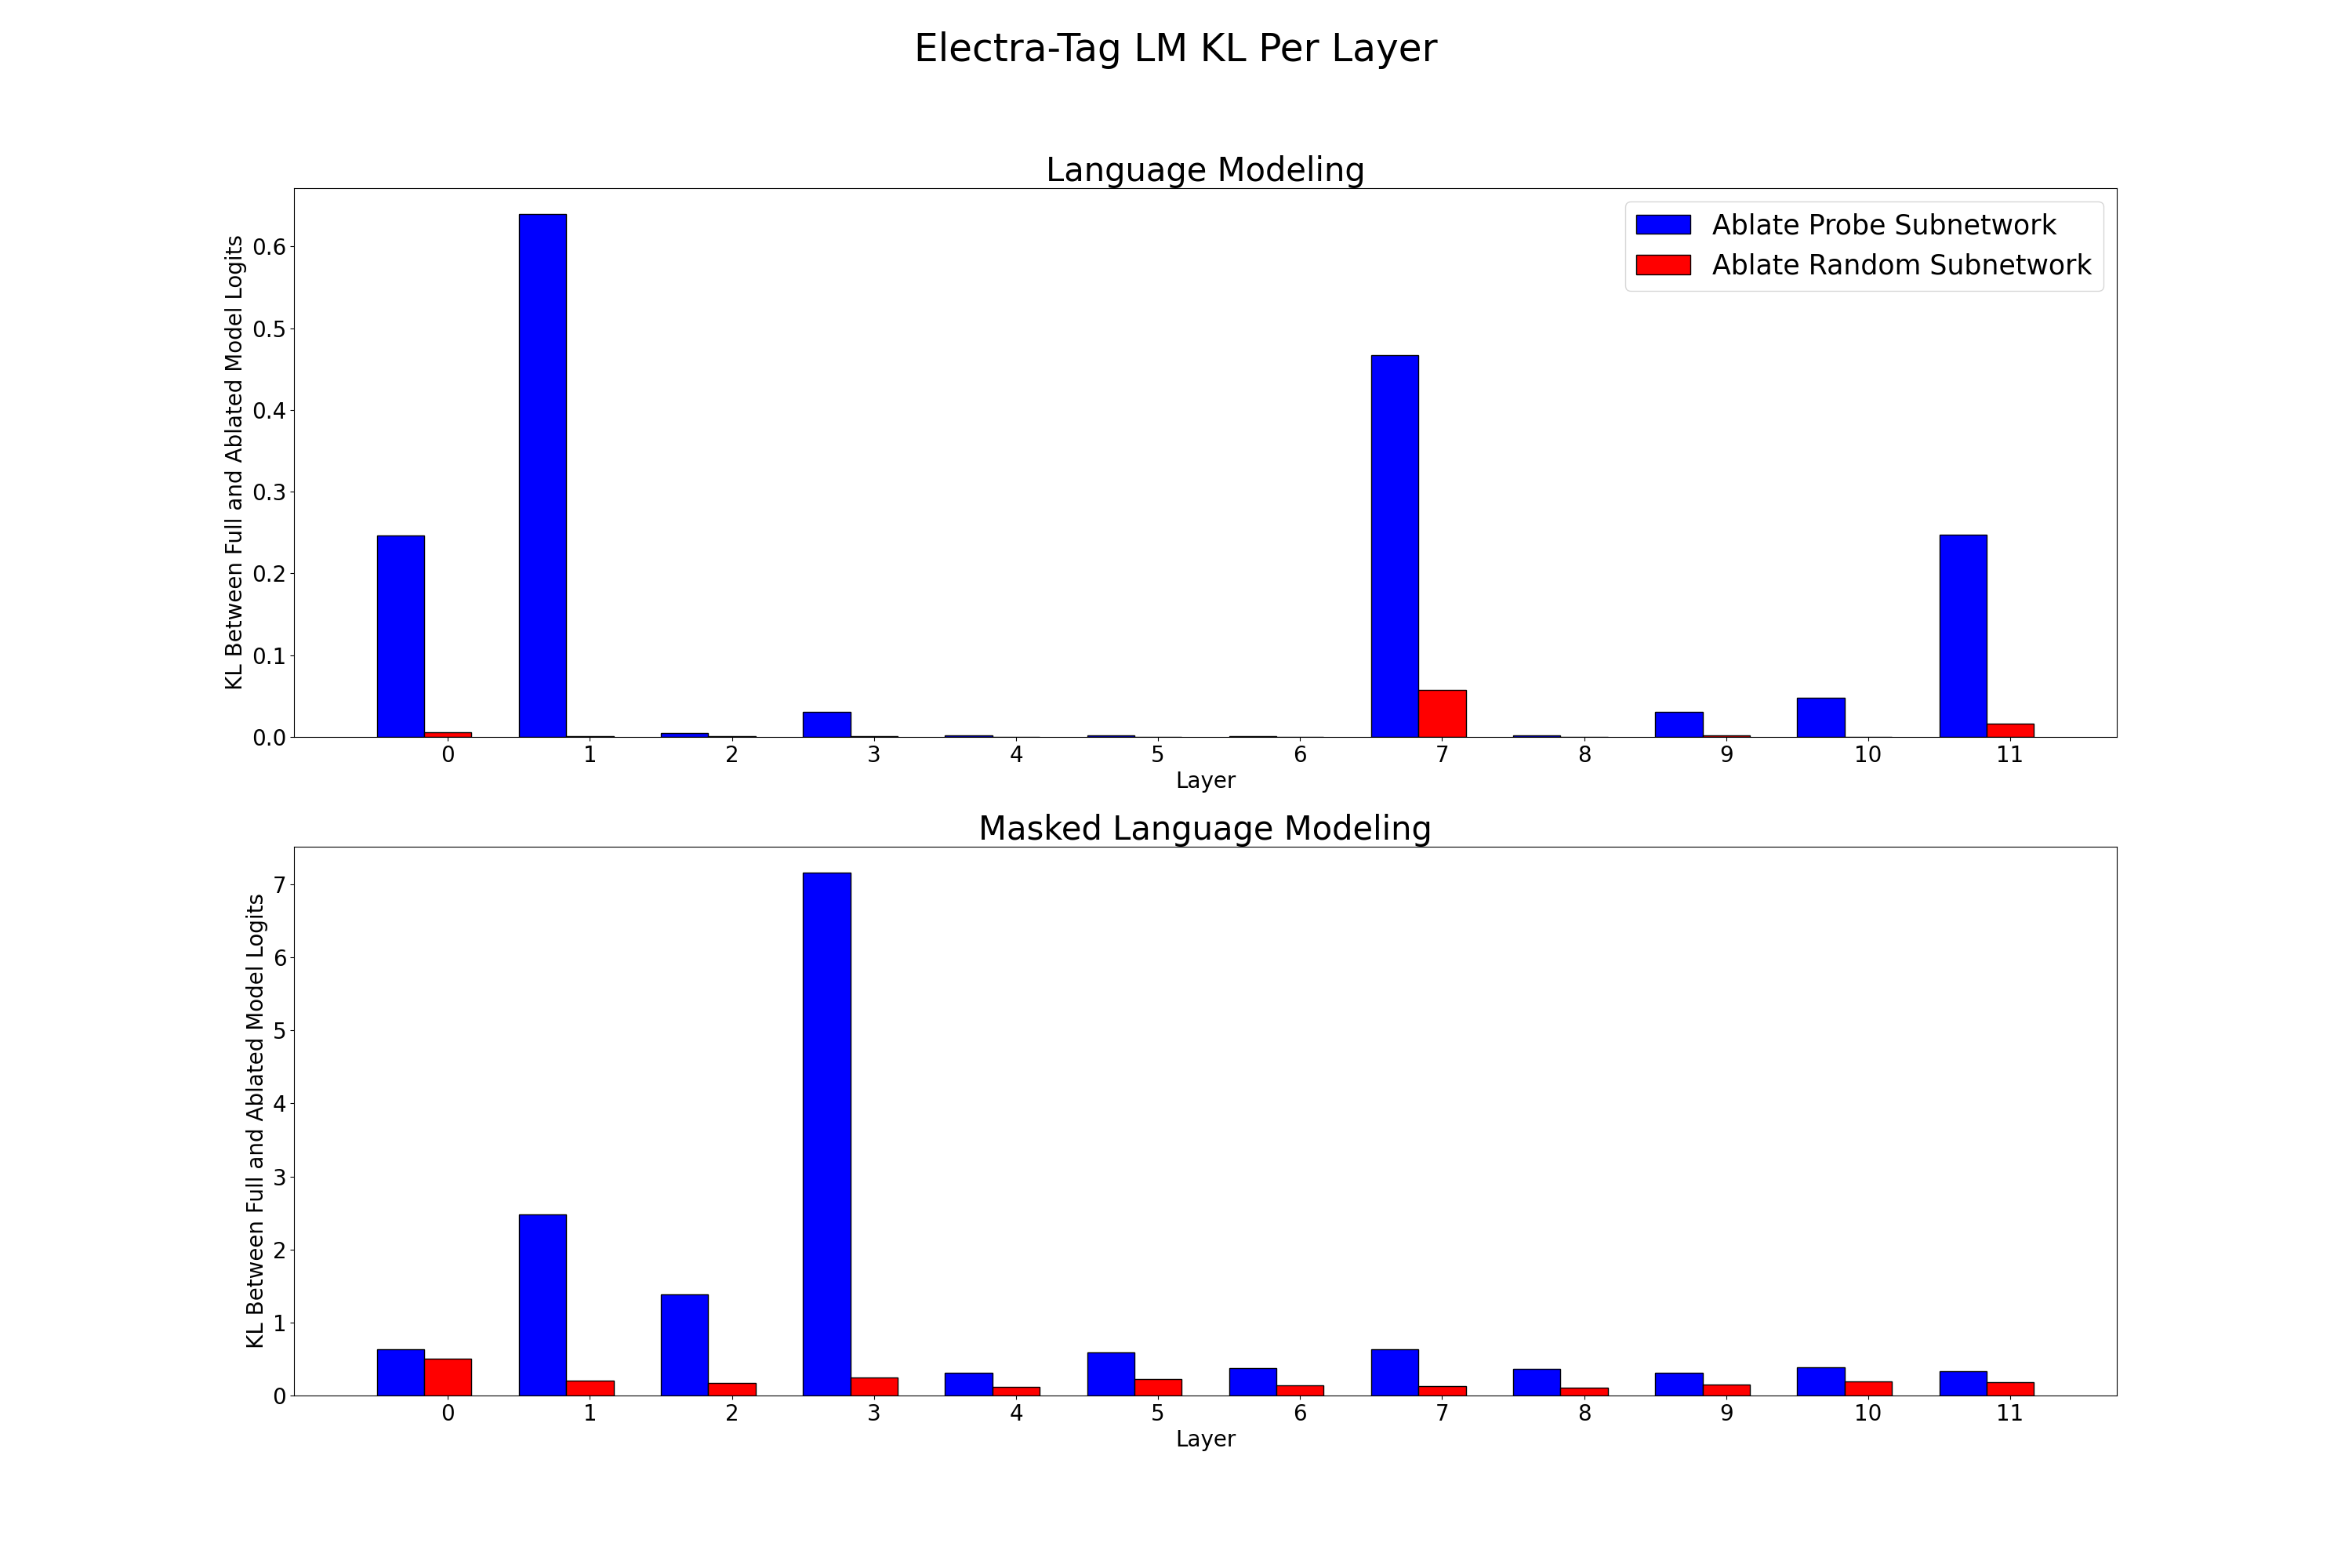 Electra-Tag LM KL Per Layer
Language Modeling
KL Between Full and Ablated Model Logits
0.6
0.5
0.4
0.3
0.2
0.1
0.0
Ablate Probe Subnetwork
Ablate Random Subnetwork
0 1 2 3 4 5 6 7 8 9 10 11
Layer
Masked Language Modeling
KL Between Full and Ablated Model Logits
7
6
5
4
3
2
1
0
0 1 2 3 4 5 6 7 8 9 10 11
Layer